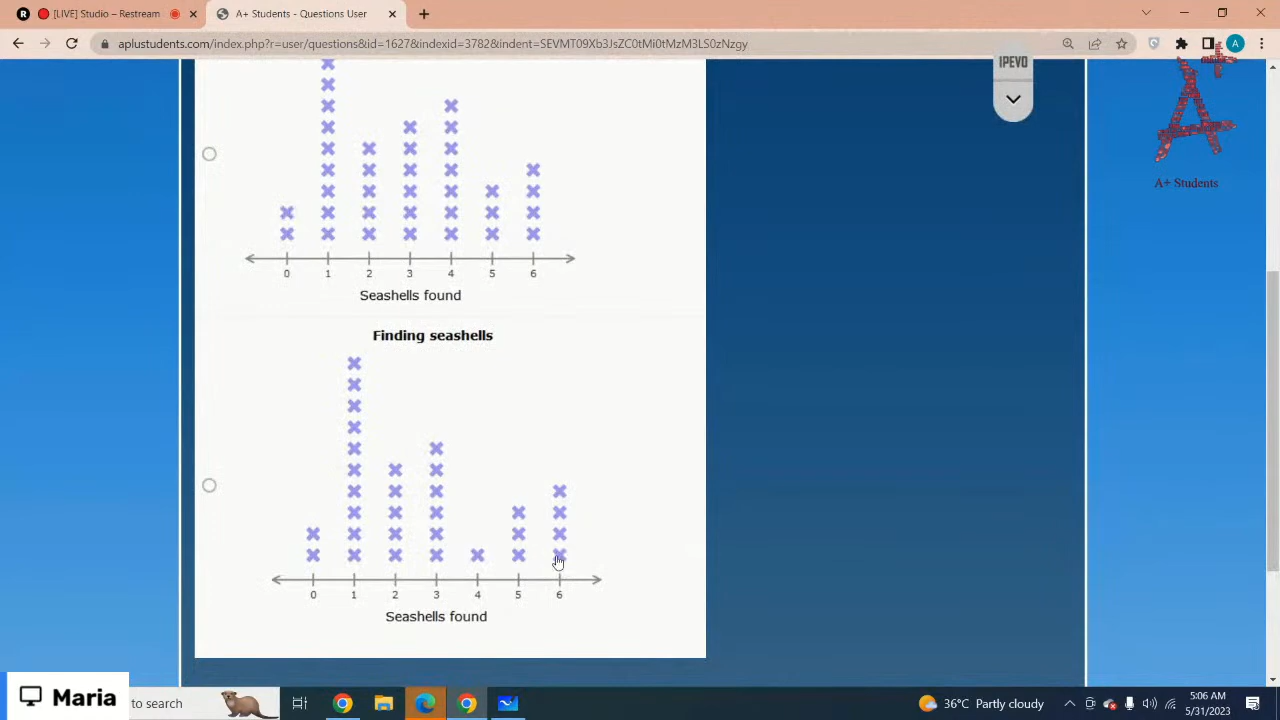 [LIVE] Studio – Restream
A+ Students - Questions User
aplustudents.com/index.php?r=user/questions&id=1627&indexid=3782&indent=SEVMT09Xb3JsZC0tMi0tMzM3LS0zNzgy
A
IPEVO
A+ Students
0 1 2 3 4 5 6
Seashells found
Finding seashells
0 1 2 3 4 5 6
Seashells found
Maria
to search
36°C Partly cloudy
5:06 AM
5/31/2023